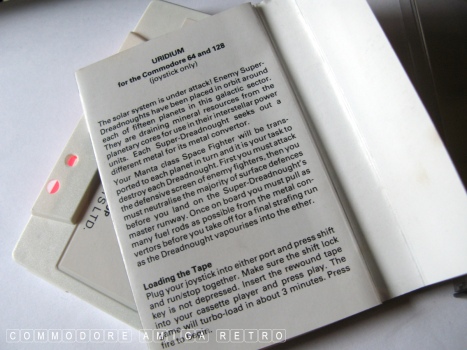 URIDIUM
for the Commodore 64 and 128
(joystick only)
The solar system is under attack! Enemy Super-
Dreadnoughts have been placed in orbit around
each of fifteen planets in this galactic sector.
They are draining mineral resources from the
planetary cores for use in their interstellar power
units. Each Super-Dreadnought seeks out a
different metal for its metal convertor.
Your Manta class Space Fighter will be trans-
ported to each planet in turn and it is your task to
destroy each Dreadnought. First you must attack
the defensive screen of enemy fighters, then you
must neutralise the majority of surface defences
before you land on the Super-Dreadnought's
master runway. Once on board you must pull as
many fuel rods as possible from the metal con-
vertors before you take off for a final strafing run
as the Dreadnought vapourises into the ether.
Loading the Tape
Plug your joystick into either port and press shift
and run/stop together. Make sure the shift lock
key is not depressed. Insert the rewound tape
into your cassette player and press play. The
game will turbo-load in about 3 minutes. Press
fire to
S LTD.
COMMODORE AMIGA RETRO